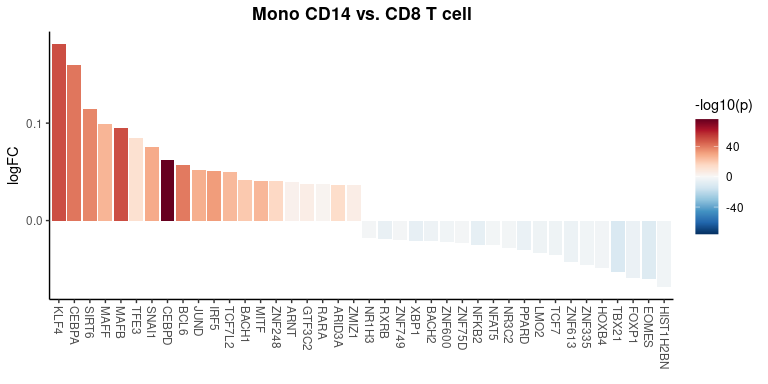 Mono CD14 vs. CD8 T cell
logFC
0.1
0.0
KLF4
CEBPA
SIRT6
MAFF
MAFB
TFE3
SNAI1
CEBPD
BCL6
JUND
IRF5
TCF7L2
BACH1
MITF
ZNF248
ARNT
GTF3C2
RARA
ARID3A
ZMIZ1
NR1H3
RXRB
ZNF749
XBP1
BACH2
ZNF600
ZNF75D
NFKB2
NFAT5
NR3C2
PPARD
LMO2
TCF7
ZNF613
ZNF335
HOXB4
TBX21
FOXP1
EOMES
HIST1H2BN
-log10(p)
40
0
-40